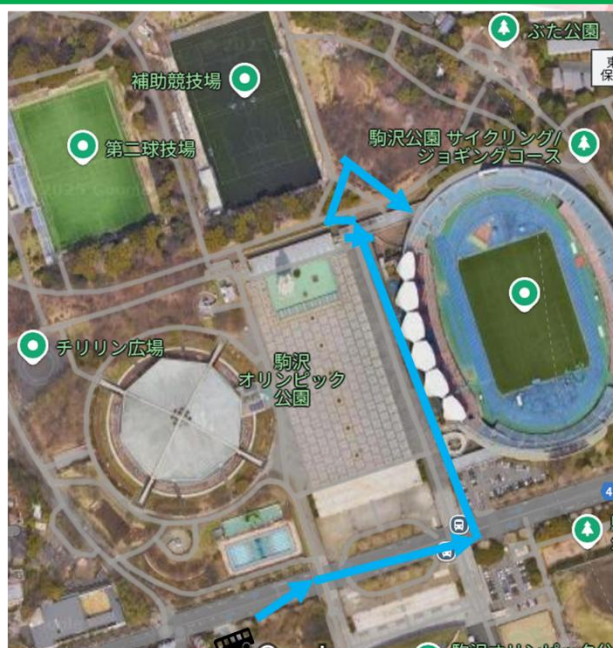 ぶた公園
補助競技場
駒沢公園 サイクリング/
ジョギングコース
第二球技場
チリリン広場
駒沢
オリンピック
公園
4